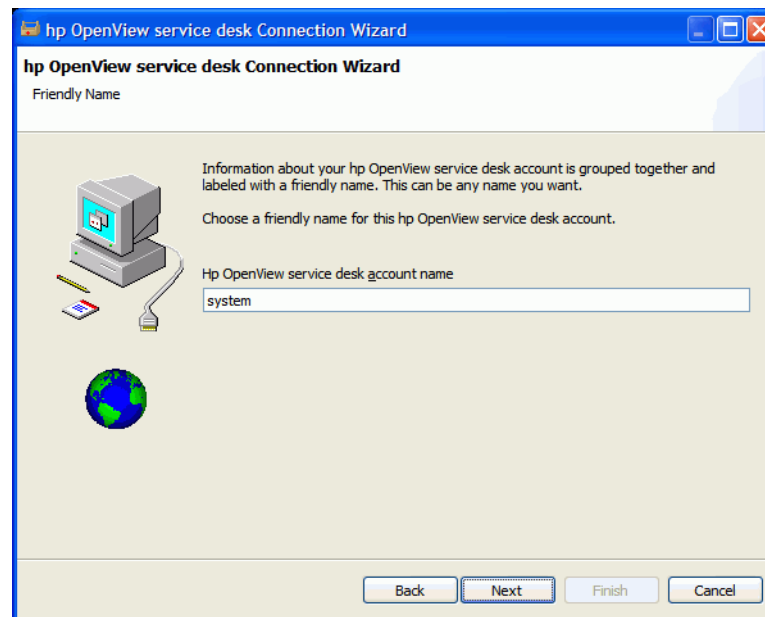 hp OpenView service desk Connection Wizard
hp OpenView service desk Connection Wizard
Friendly Name
Information about your hp OpenView service desk account is grouped together and
labeled with a friendly name. This can be any name you want.
Choose a friendly name for this hp OpenView service desk account.
Hp OpenView service desk account name
system
Back Next Finish Cancel